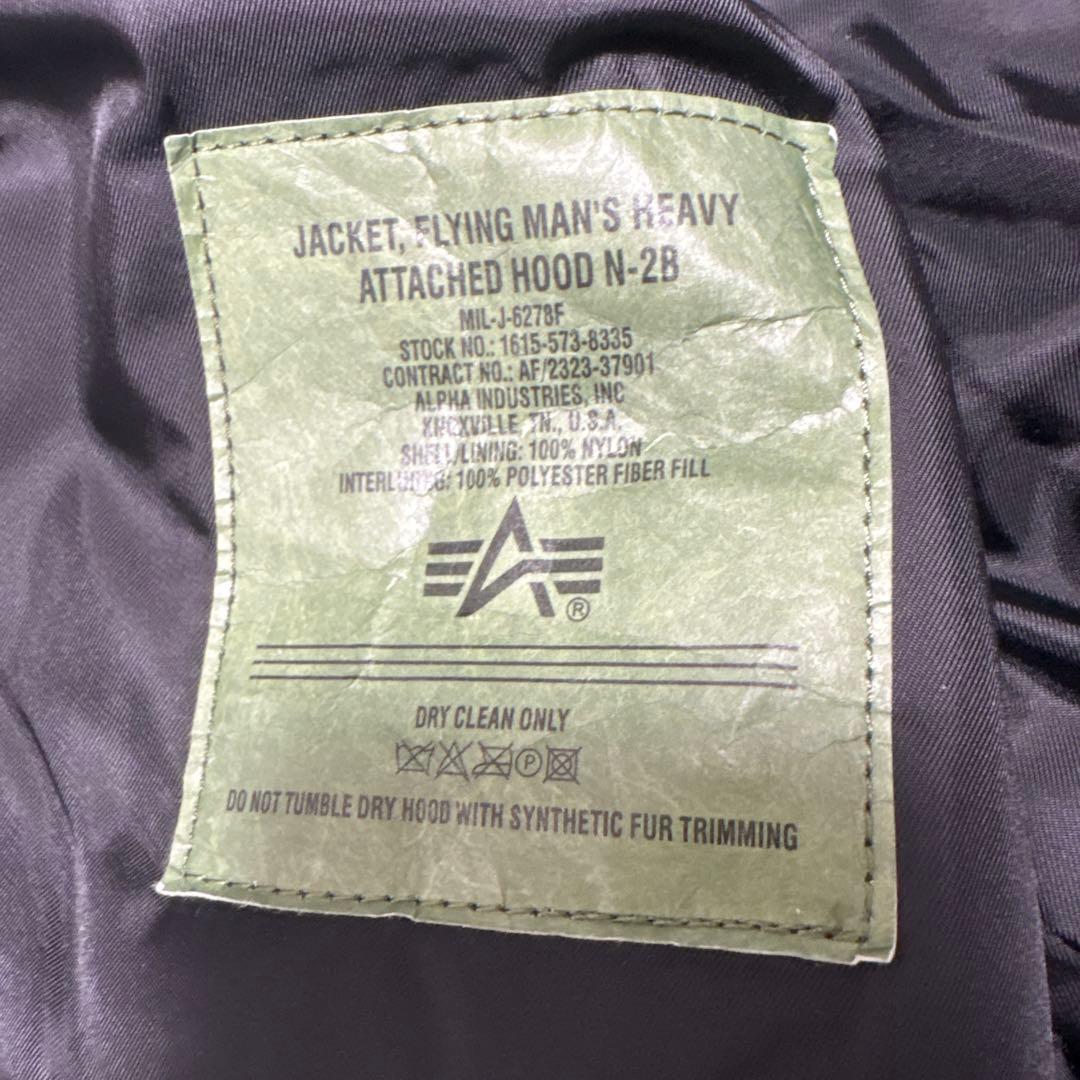 JACKET, FLYING MAN'S HEAVY
ATTACHED HOOD N-2B
MIL-J-6278F
STOCK NO.: 1615-573-8335
CONTRACT NO.: AF/2323-37901
ALPHA INDUSTRIES, INC
KNOXVILLE, TN., U.S.A.
SHELL/LINING: 100% NYLON
INTERLINING: 100% POLYESTER FIBER FILL
®
DRY CLEAN ONLY
P
DO NOT TUMBLE DRY HOOD WITH SYNTHETIC FUR TRIMMING